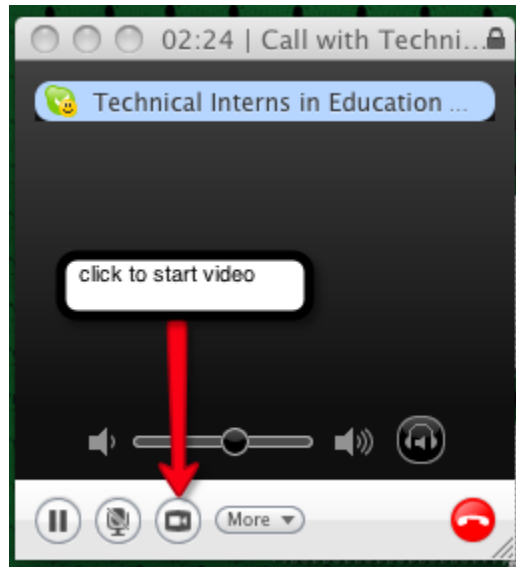 02:24 | Call with Techni...
Technical Interns in Education ...
click to start video
More